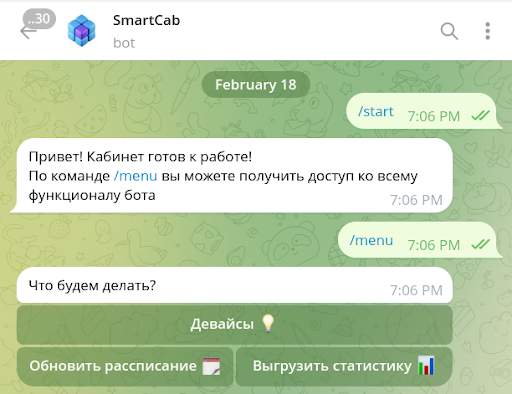 ..30
SmartCab
bot
February 18
/start 7:06 PM
Привет! Кабинет готов к работе!
По команде /menu вы можете получить доступ ко всему
функционалу бота
7:06 PM
/menu 7:06 PM
Что будем делать?
7:06 PM
Девайсы 💡
Обновить рассписание 🗓 Выгрузить статистику 📊